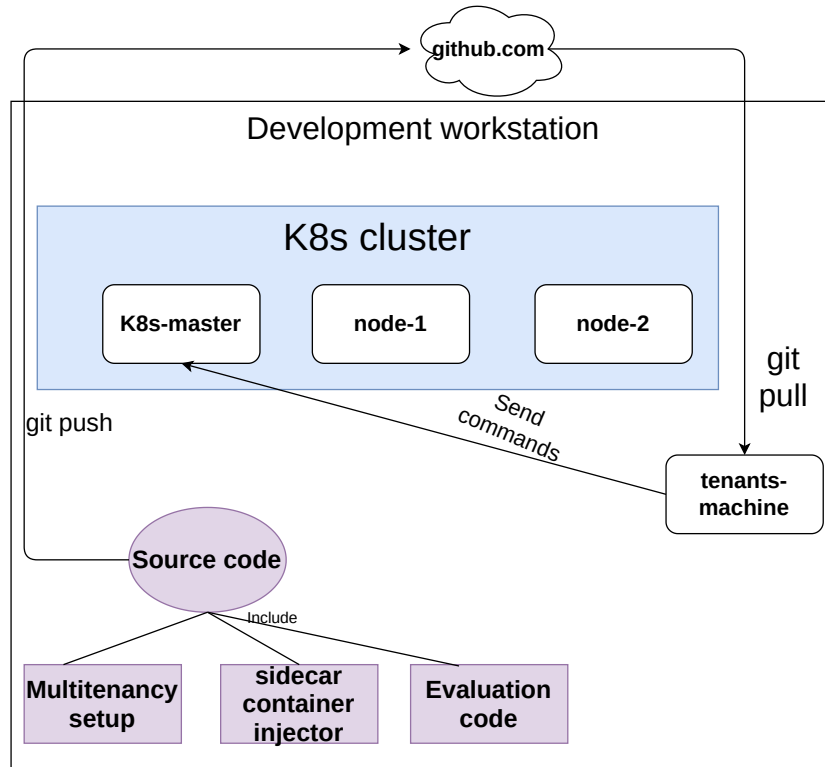 github.com
Development workstation
K8s cluster
K8s-master
node-1
node-2
git
pull
Send
commands
git push
tenants-
machine
Source code
Include
Multitenancy
setup
sidecar
container
injector
Evaluation
code